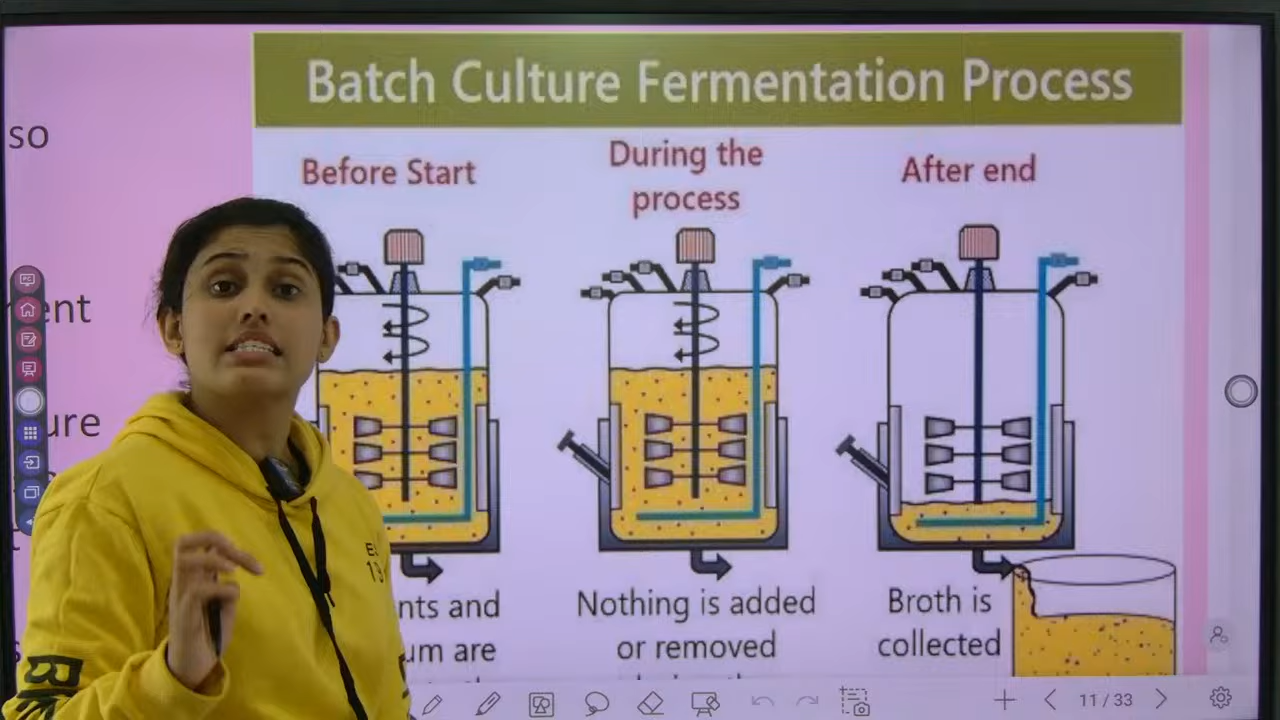 Batch Culture Fermentation Process
so
Before Start
During the
process
After end
ent
ure
nts and
um are
Nothing is added
or removed
Broth is
collected
11 / 33